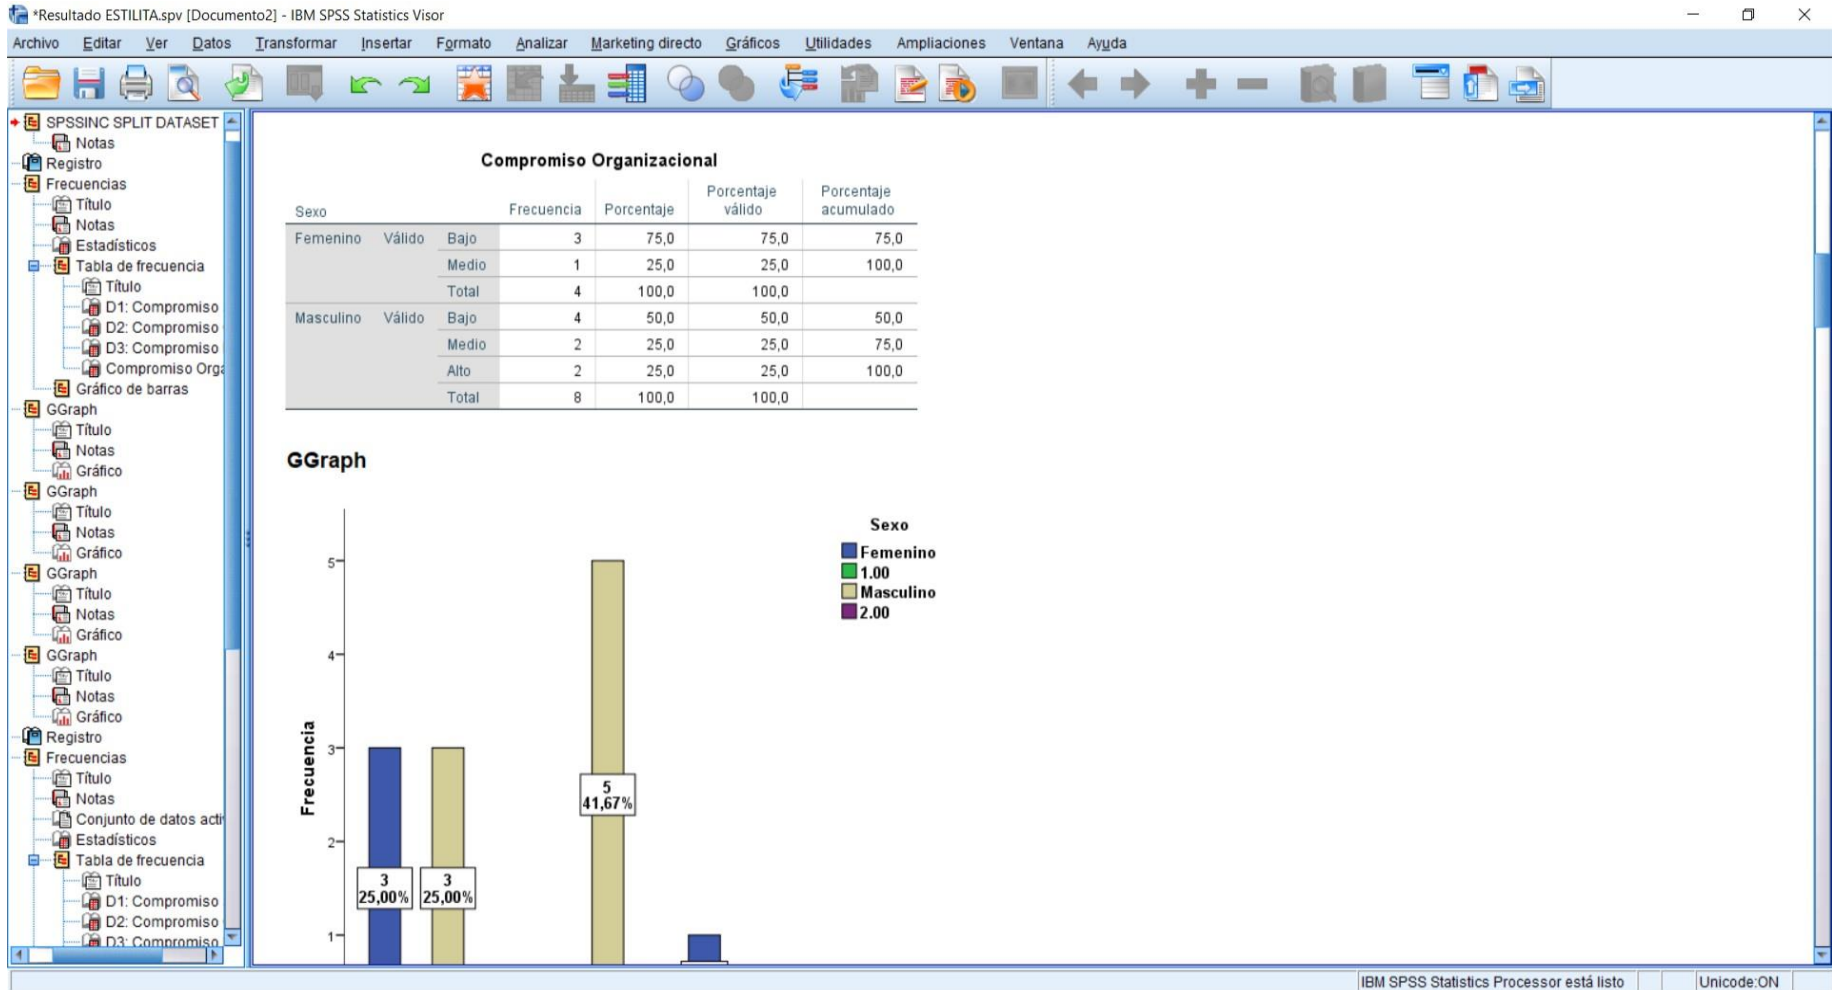 *Resultado ESTILITA.spv [Documento2] - IBM SPSS Statistics Visor
Archivo Editar Ver Datos Transformar Insertar Formato Analizar Marketing directo Gráficos Utilidades Ampliaciones Ventana Ayuda
SPSSINC SPLIT DATASET
Notas
Registro
Frecuencias
Título
Notas
Estadísticos
Tabla de frecuencia
Título
D1: Compromiso
D2: Compromiso
D3: Compromiso
Compromiso Orga
Gráfico de barras
GGraph
Título
Notas
Gráfico
GGraph
Título
Notas
Gráfico
GGraph
Título
Notas
Gráfico
GGraph
Título
Notas
Gráfico
Registro
Frecuencias
Título
Notas
Conjunto de datos acti
Estadísticos
Tabla de frecuencia
Título
D1: Compromiso
D2: Compromiso
D3: Compromiso
Compromiso Organizacional
Sexo Frecuencia Porcentaje Porcentaje válido Porcentaje acumulado
Femenino Válido Bajo 3 75,0 75,0 75,0
Medio 1 25,0 25,0 100,0
Total 4 100,0 100,0
Masculino Válido Bajo 4 50,0 50,0 50,0
Medio 2 25,0 25,0 75,0
Alto 2 25,0 25,0 100,0
Total 8 100,0 100,0
GGraph
Sexo
Femenino
1.00
Masculino
2.00
Frecuencia
5
4
3
2
1
3
25,00%
3
25,00%
5
41,67%
IBM SPSS Statistics Processor está listo
Unicode:ON